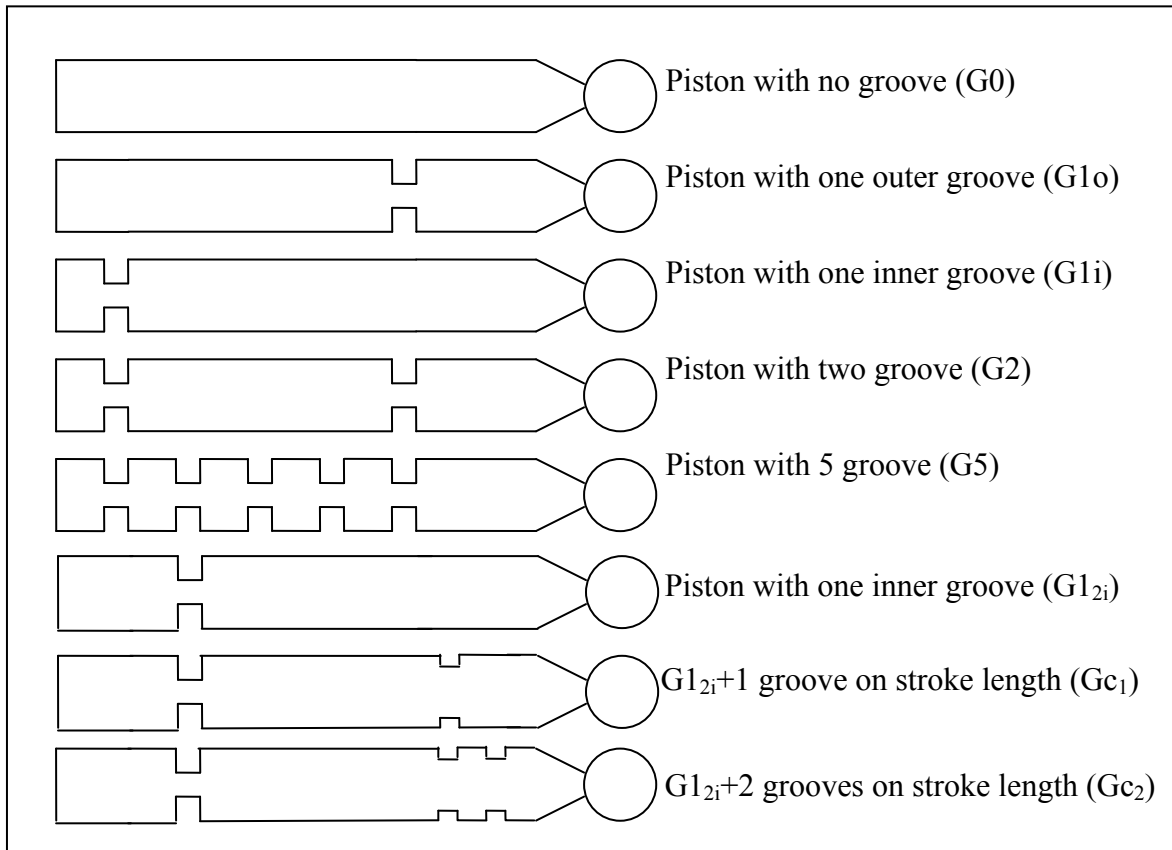 Piston with no groove (G0)
Piston with one outer groove (G1o)
Piston with one inner groove (G1i)
Piston with two groove (G2)
Piston with 5 groove (G5)
Piston with one inner groove (G1₂ᵢ)
G1₂ᵢ+1 groove on stroke length (Gc₁)
G1₂ᵢ+2 grooves on stroke length (Gc₂)